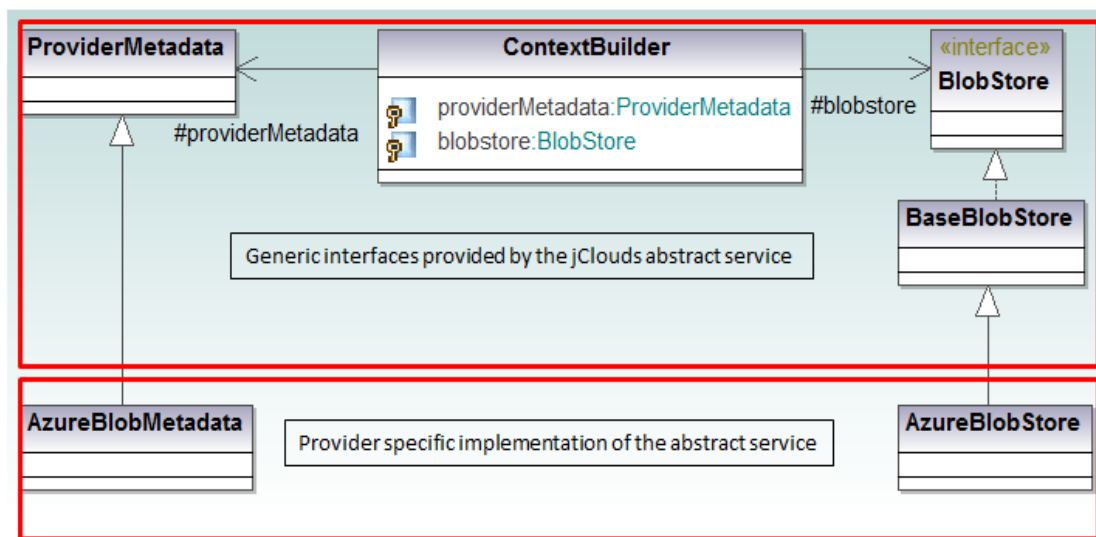 ProviderMetadata
ContextBuilder
«interface»
BlobStore
providerMetadata:ProviderMetadata
blobstore:BlobStore
#providerMetadata
#blobstore
BaseBlobStore
Generic interfaces provided by the jClouds abstract service
AzureBlobMetadata
Provider specific implementation of the abstract service
AzureBlobStore